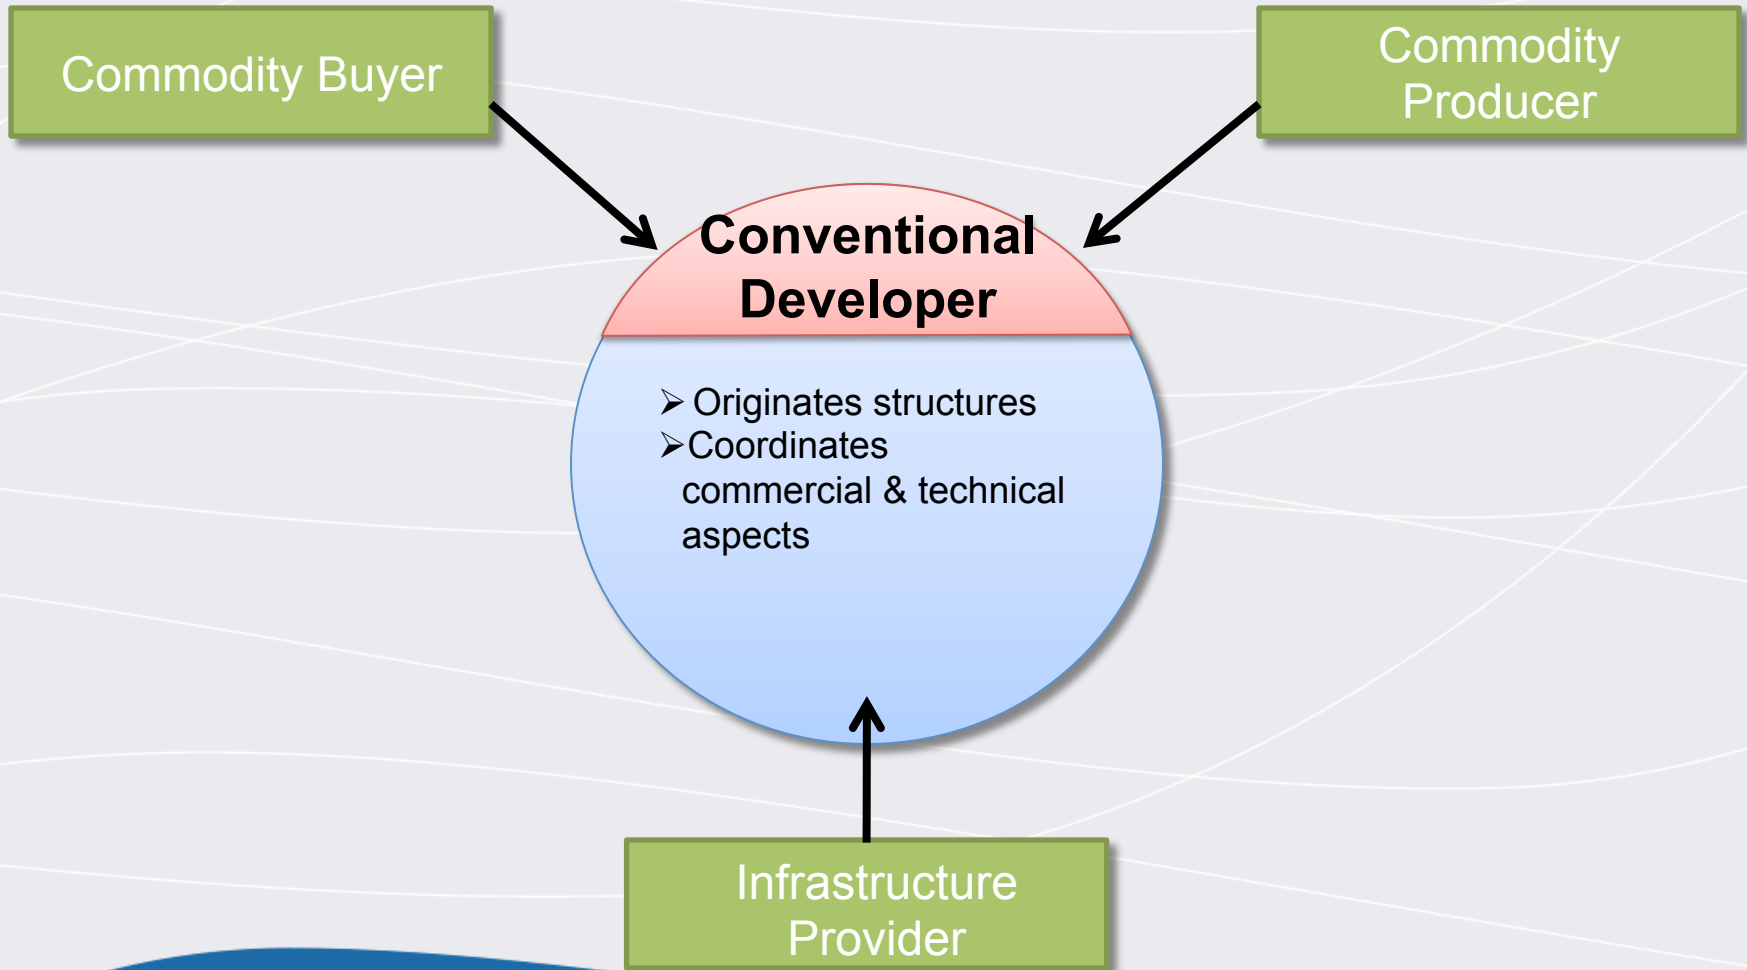 Commodity Buyer
Commodity
Producer
Conventional
Developer
➢ Originates structures
➢Coordinates
commercial & technical
aspects
Infrastructure
Provider